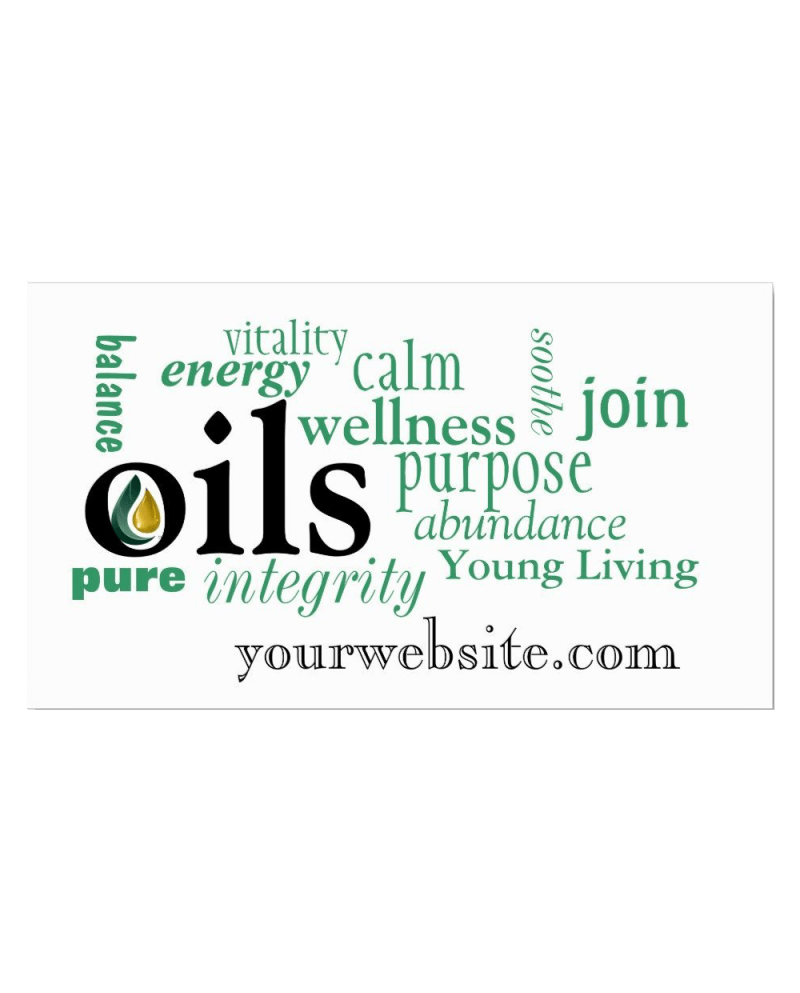 balance
vitality
energy
calm
soothe
join
wellness
oils
purpose
abundance
pure
integrity
Young Living
yourwebsite.com